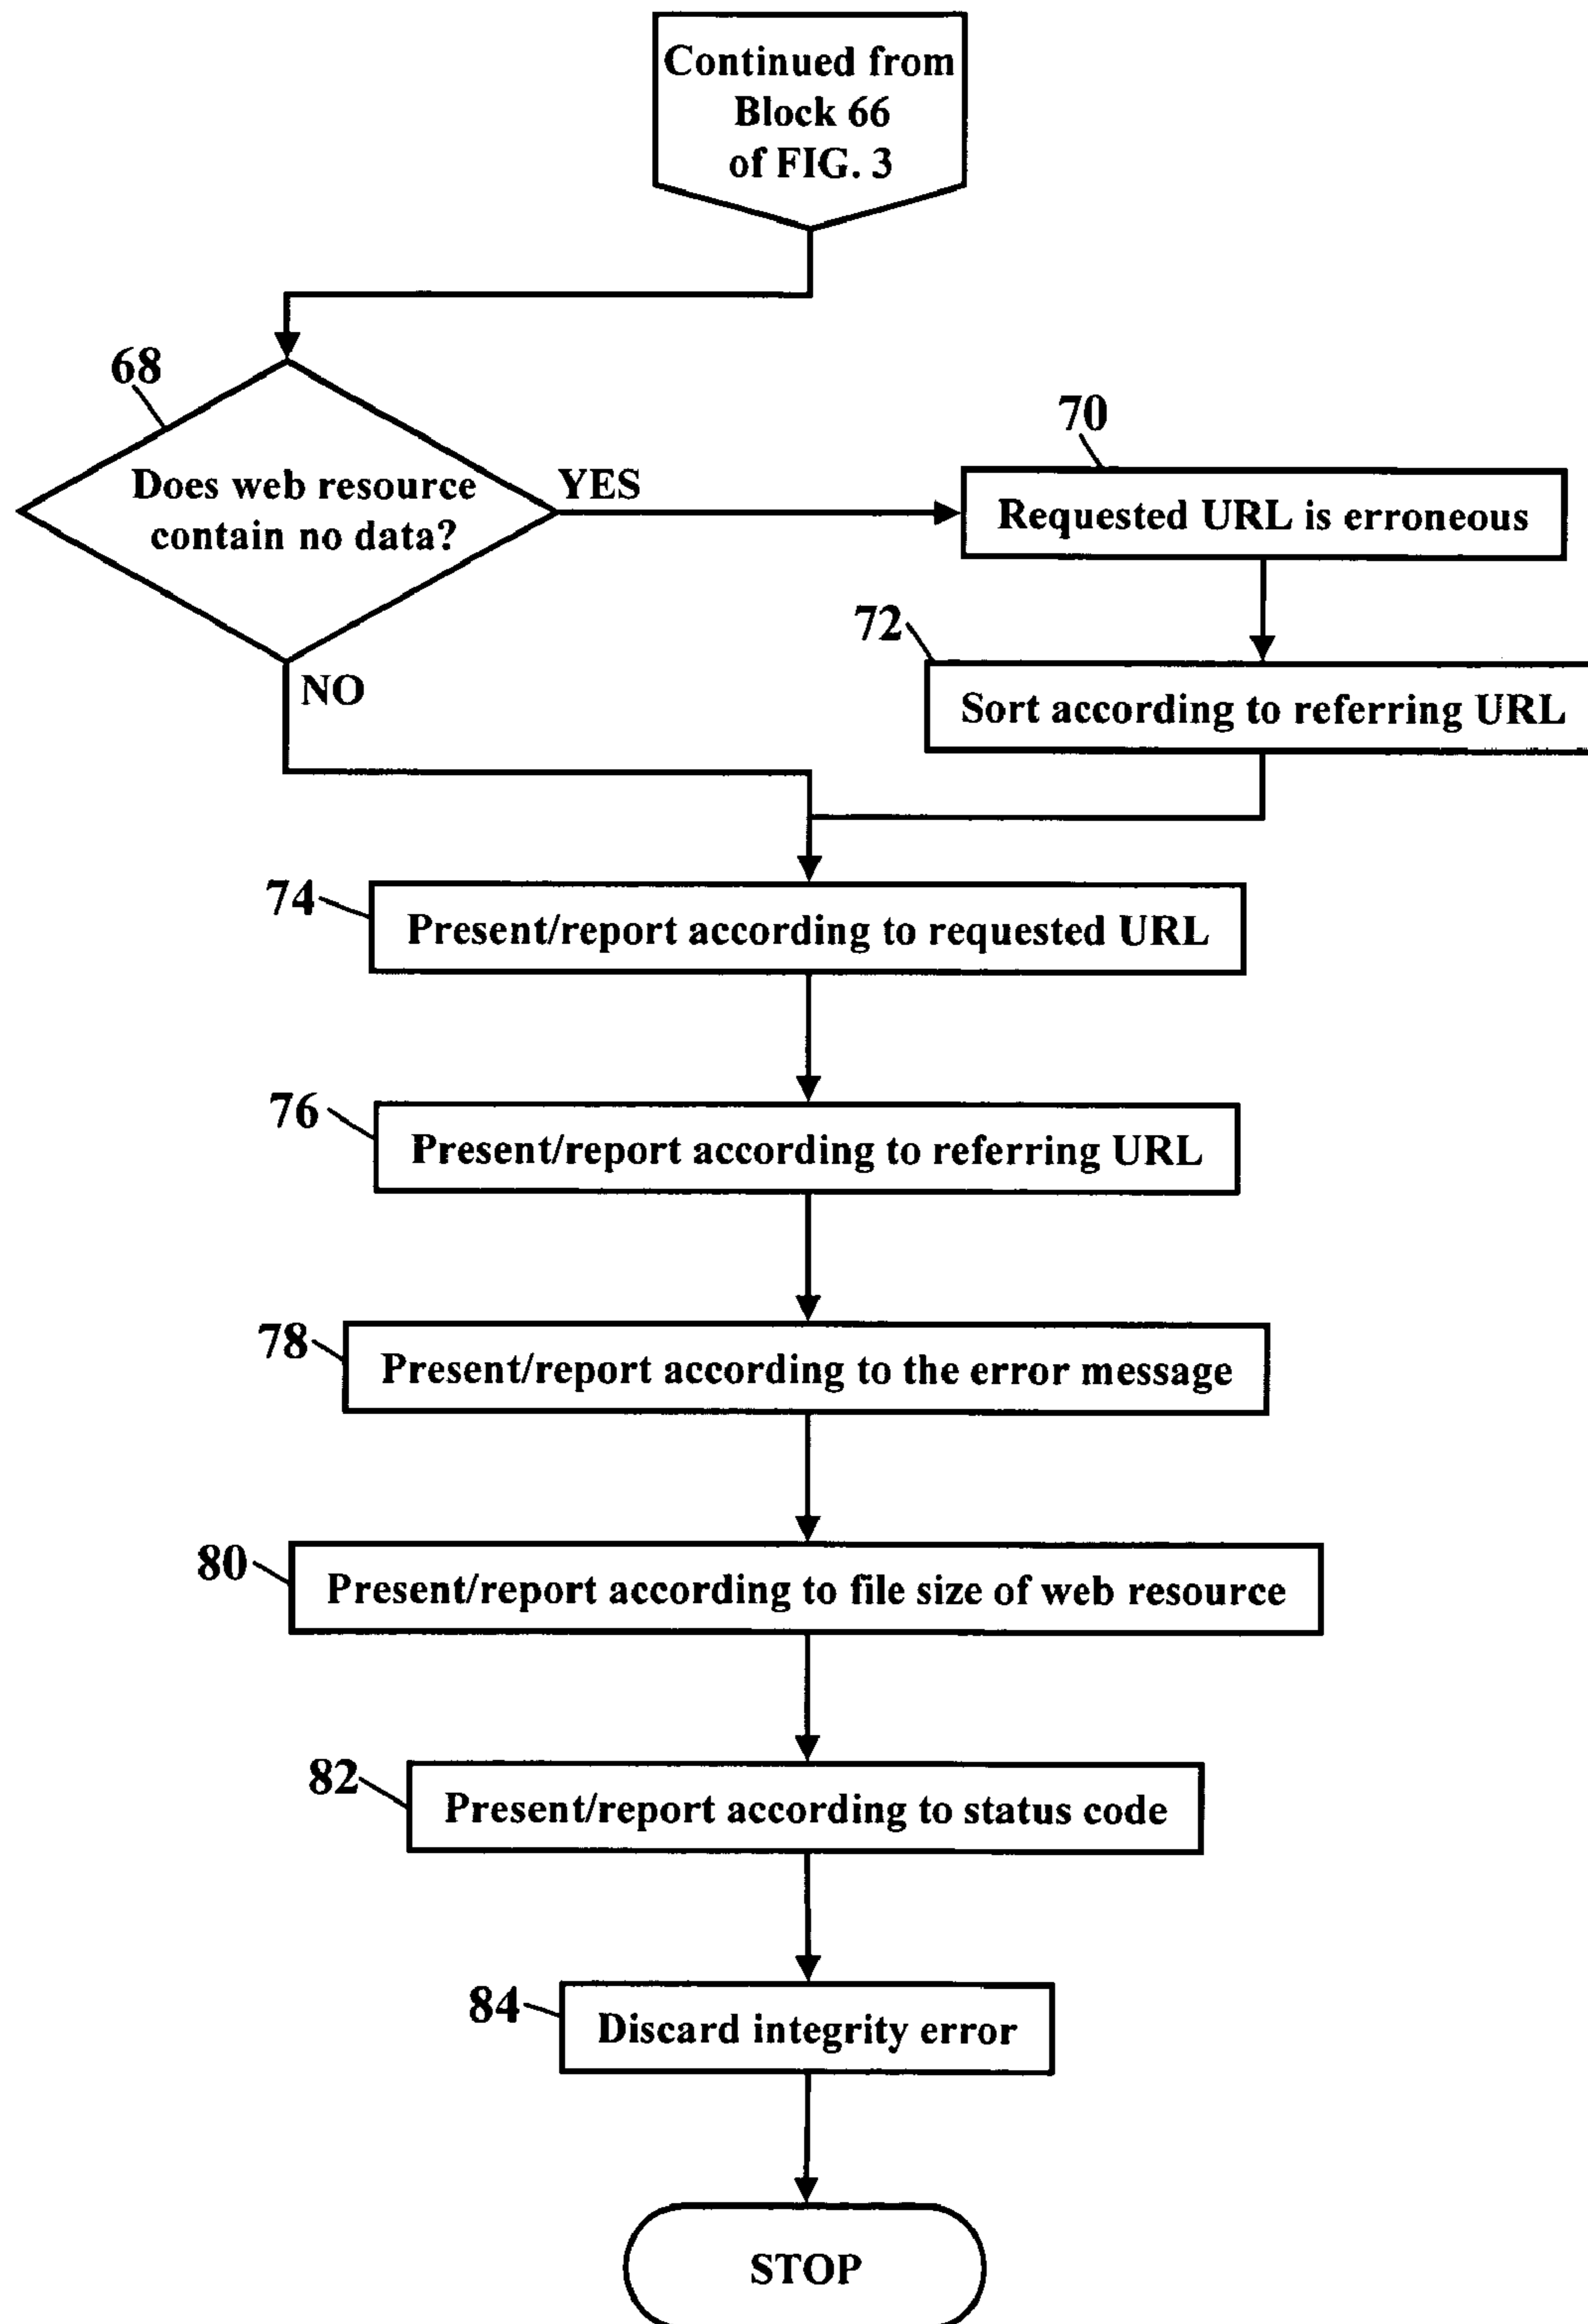 Continued from
Block 66
of FIG. 3
68
Does web resource
contain no data?
YES
NO
70
Requested URL is erroneous
72
Sort according to referring URL
74
Present/report according to requested URL
76
Present/report according to referring URL
78
Present/report according to the error message
80
Present/report according to file size of web resource
82
Present/report according to status code
84
Discard integrity error
STOP